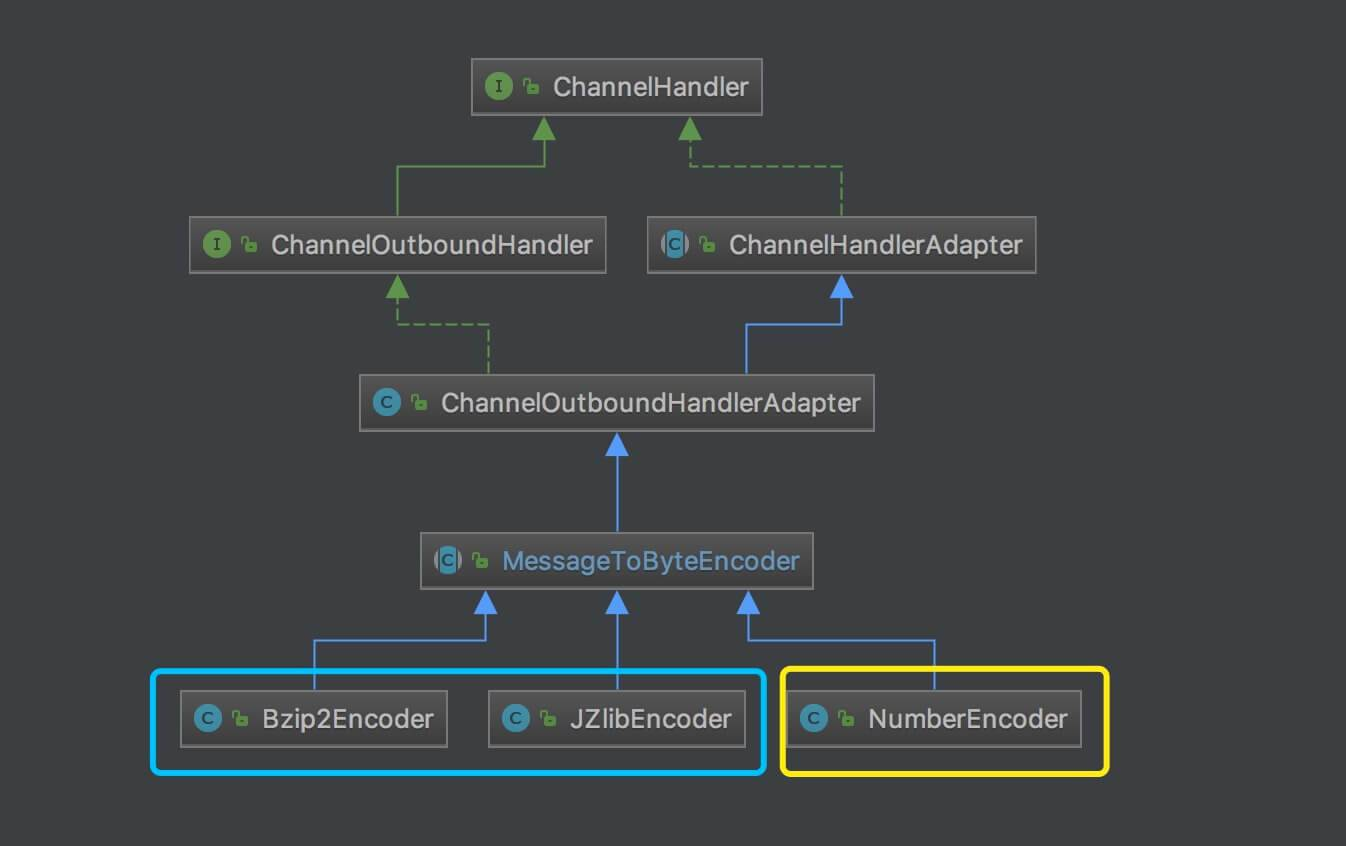 I ChannelHandler
I ChannelOutboundHandler
C ChannelHandlerAdapter
C ChannelOutboundHandlerAdapter
C MessageToByteEncoder
C Bzip2Encoder
C JZlibEncoder
C NumberEncoder